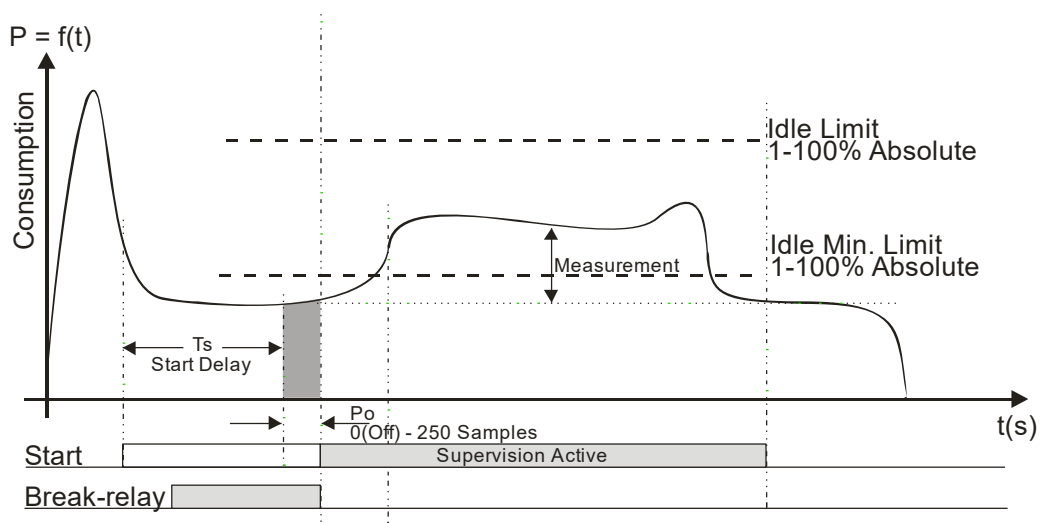 P = f(t)
Consumption
Idle Limit
1-100% Absolute
Idle Min. Limit
1-100% Absolute
Measurement
Ts
Start Delay
Po
0(Off) - 250 Samples
t(s)
Start
Supervision Active
Break-relay